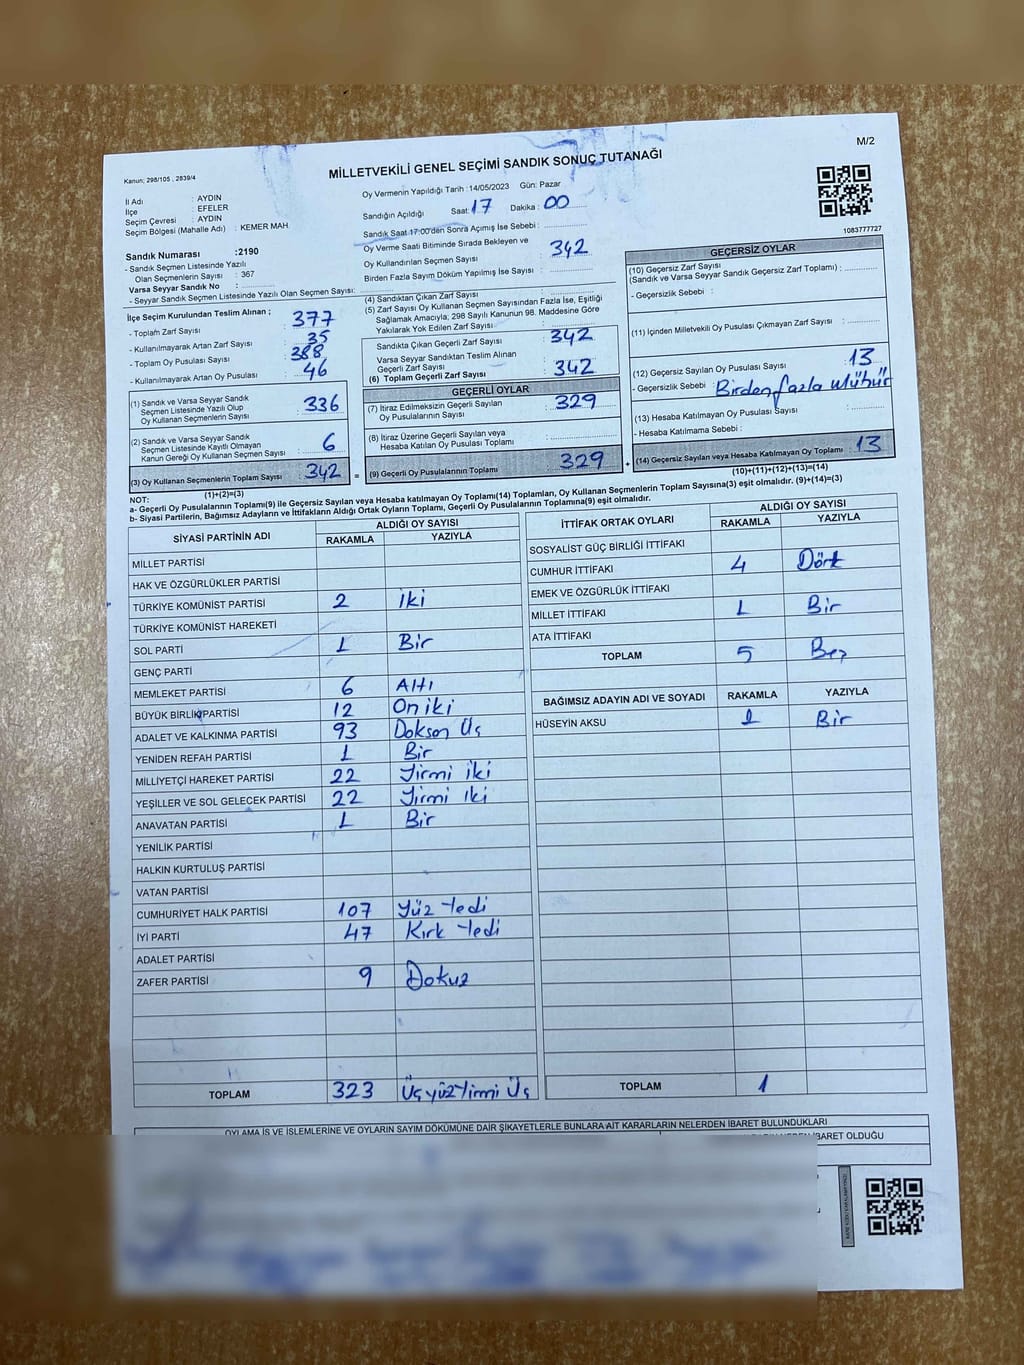 M/2
Kanun; 298/105 , 2839/4
MİLLETVEKİLİ GENEL SEÇİMİ SANDIK SONUÇ TUTANAĞI
İl Adı : AYDIN
İlçe : EFELER
Seçim Çevresi : AYDIN
Seçim Bölgesi (Mahalle Adı) : KEMER MAH
Oy Vermenin Yapıldığı Tarih : 14/05/2023 Gün: Pazar
Sandığın Açıldığı Saat: 17 Dakika : 00
Sandık Saat 17:00'den Sonra Açımış İse Sebebi :
Oy Verme Saati Bitiminde Sırada Bekleyen ve
Oy Kullandırılan Seçmen Sayısı : 342
Birden Fazla Sayım Döküm Yapılmış İse Sayısı :
1083777727
Sandık Numarası :2190
- Sandık Seçmen Listesinde Yazılı
Olan Seçmenlerin Sayısı : 367
Varsa Seyyar Sandık No :
- Seyyar Sandık Seçmen Listesinde Yazılı Olan Seçmen Sayısı:
İlçe Seçim Kurulundan Teslim Alınan ;
- Toplam Zarf Sayısı : 377
- Kullanılmayarak Artan Zarf Sayısı : 35
- Toplam Oy Pusulası Sayısı : 388
- Kullanılmayarak Artan Oy Pusulası : 46
(1) Sandık ve Varsa Seyyar Sandık
Seçmen Listesinde Yazılı Olup
Oy Kullanan Seçmenlerin Sayısı : 336
(2) Sandık ve Varsa Seyyar Sandık
Seçmen Listesinde Kayıtlı Olmayan
Kanun Gereği Oy Kullanan Seçmen Sayısı : 6
(3) Oy Kullanan Seçmenlerin Toplam Sayısı : 342
(1)+(2)=(3)
(4) Sandıktan Çıkan Zarf Sayısı :
(5) Zarf Sayısı Oy Kullanan Seçmen Sayısından Fazla İse, Eşitliği
Sağlamak Amacıyla; 298 Sayılı Kanunun 98. Maddesine Göre
Yakılarak Yok Edilen Zarf Sayısı :
Sandıkta Çıkan Geçerli Zarf Sayısı : 342
Varsa Seyyar Sandıktan Teslim Alınan
Geçerli Zarf Sayısı :
(6) Toplam Geçerli Zarf Sayısı : 342
GEÇERLİ OYLAR
(7) İtiraz Edilmeksizin Geçerli Sayılan
Oy Pusulalarının Sayısı : 329
(8) İtiraz Üzerine Geçerli Sayılan veya
Hesaba Katılan Oy Pusulası Toplamı :
= (9) Geçerli Oy Pusulalarının Toplamı : 329 +
GEÇERSİZ OYLAR
(10) Geçersiz Zarf Sayısı
(Sandık ve Varsa Seyyar Sandık Geçersiz Zarf Toplamı) :
- Geçersizlik Sebebi :
(11) İçinden Milletvekili Oy Pusulası Çıkmayan Zarf Sayısı :
(12) Geçersiz Sayılan Oy Pusulası Sayısı : 13
- Geçersizlik Sebebi : Birden fazla Mühür
(13) Hesaba Katılmayan Oy Pusulası Sayısı :
- Hesaba Katılmama Sebebi :
(14) Geçersiz Sayılan veya Hesaba Katılmayan Oy Toplamı : 13
(10)+(11)+(12)+(13)=(14)
NOT:
a- Geçerli Oy Pusulalarının Toplamı(9) ile Geçersiz Sayılan veya Hesaba katılmayan Oy Toplamı(14) Toplamları, Oy Kullanan Seçmenlerin Toplam Sayısına(3) eşit olmalıdır. (9)+(14)=(3)
b- Siyasi Partilerin, Bağımsız Adayların ve İttifakların Aldığı Ortak Oyların Toplamı, Geçerli Oy Pusulalarının Toplamına(9) eşit olmalıdır.
SİYASİ PARTİNİN ADI ALDIĞI OY SAYISI
RAKAMLA YAZIYLA
MİLLET PARTİSİ
HAK VE ÖZGÜRLÜKLER PARTİSİ
TÜRKİYE KOMÜNİST PARTİSİ 2 İki
TÜRKİYE KOMÜNİST HAREKETİ
SOL PARTİ 1 Bir
GENÇ PARTİ
MEMLEKET PARTİSİ 6 Altı
BÜYÜK BİRLİK PARTİSİ 12 On iki
ADALET VE KALKINMA PARTİSİ 93 Doksan Üç
YENİDEN REFAH PARTİSİ 1 Bir
MİLLİYETÇİ HAREKET PARTİSİ 22 Yirmi iki
YEŞİLLER VE SOL GELECEK PARTİSİ 22 Yirmi iki
ANAVATAN PARTİSİ 1 Bir
YENİLİK PARTİSİ
HALKIN KURTULUŞ PARTİSİ
VATAN PARTİSİ
CUMHURİYET HALK PARTİSİ 107 Yüz Yedi
İYİ PARTİ 47 Kırk Yedi
ADALET PARTİSİ
ZAFER PARTİSİ 9 Dokuz
TOPLAM 323 Üç yüz Yirmi Üç
İTTİFAK ORTAK OYLARI ALDIĞI OY SAYISI
RAKAMLA YAZIYLA
SOSYALİST GÜÇ BİRLİĞİ İTTİFAKI
CUMHUR İTTİFAKI 4 Dört
EMEK VE ÖZGÜRLÜK İTTİFAKI
MİLLET İTTİFAKI 1 Bir
ATA İTTİFAKI
TOPLAM 5 Beş
BAĞIMSIZ ADAYIN ADI VE SOYADI RAKAMLA YAZIYLA
HÜSEYİN AKSU 1 Bir
TOPLAM 1
OYLAMA İŞ VE İŞLEMLERİNE VE OYLARIN SAYIM DÖKÜMÜNE DAİR ŞİKAYETLERLE BUNLARA AİT KARARLARIN NELERDEN İBARET BULUNDUKLARI
İBARET OLDUĞU